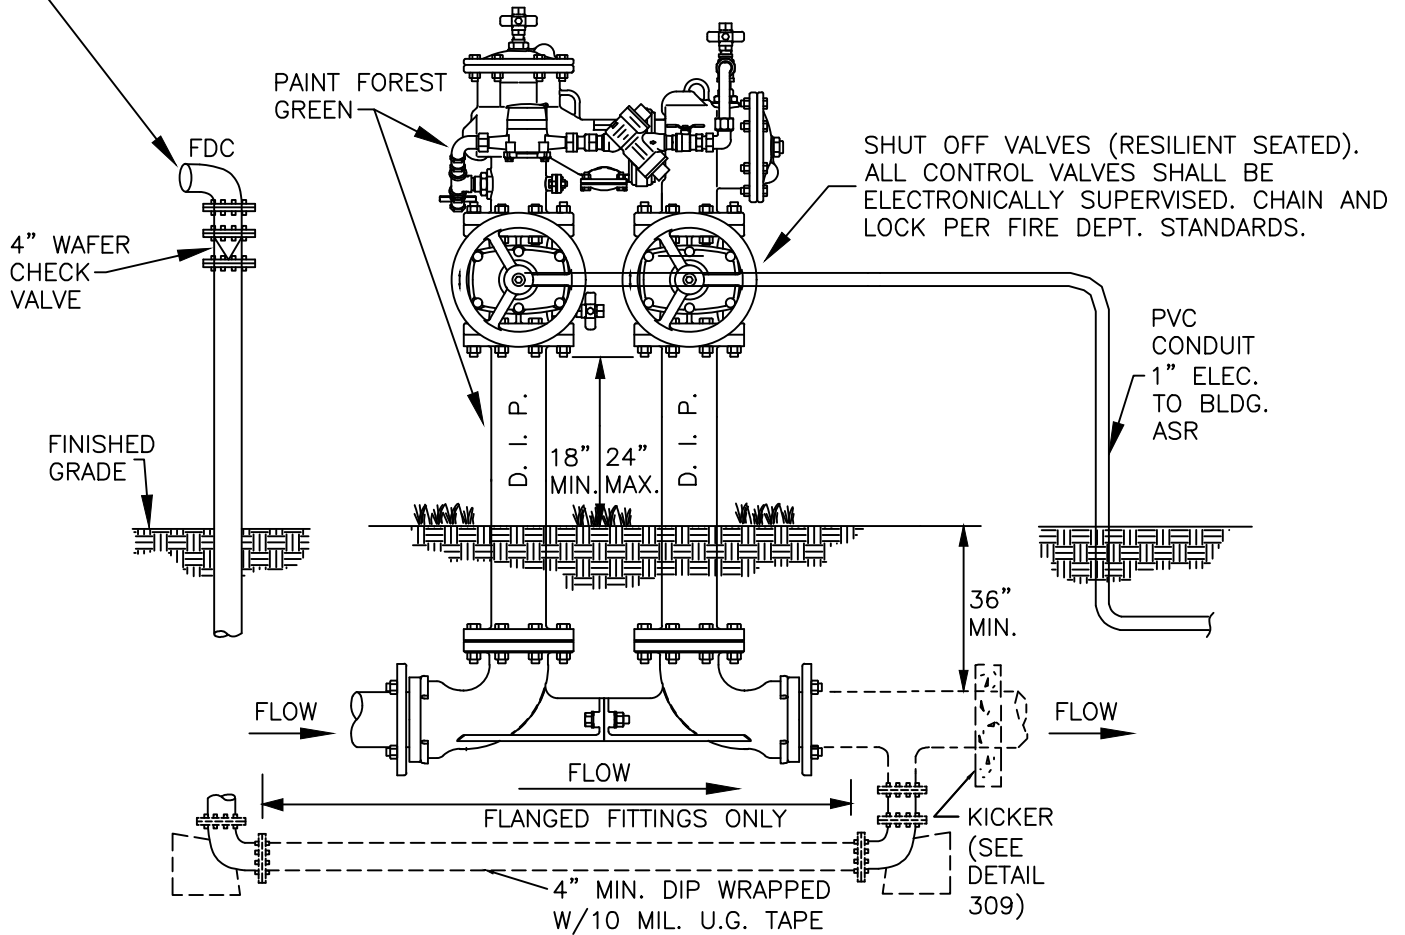 PAINT FOREST
GREEN
FDC
SHUT OFF VALVES (RESILIENT SEATED).
ALL CONTROL VALVES SHALL BE
ELECTRONICALLY SUPERVISED. CHAIN AND
LOCK PER FIRE DEPT. STANDARDS.
4" WAFER
CHECK
VALVE
PVC
CONDUIT
1" ELEC.
TO BLDG.
ASR
FINISHED
GRADE
D. I. P.
18"
MIN.
24"
MAX.
D. I. P.
36"
MIN.
FLOW
FLOW
FLOW
FLANGED FITTINGS ONLY
KICKER
(SEE
DETAIL
309)
4" MIN. DIP WRAPPED
W/10 MIL. U.G. TAPE